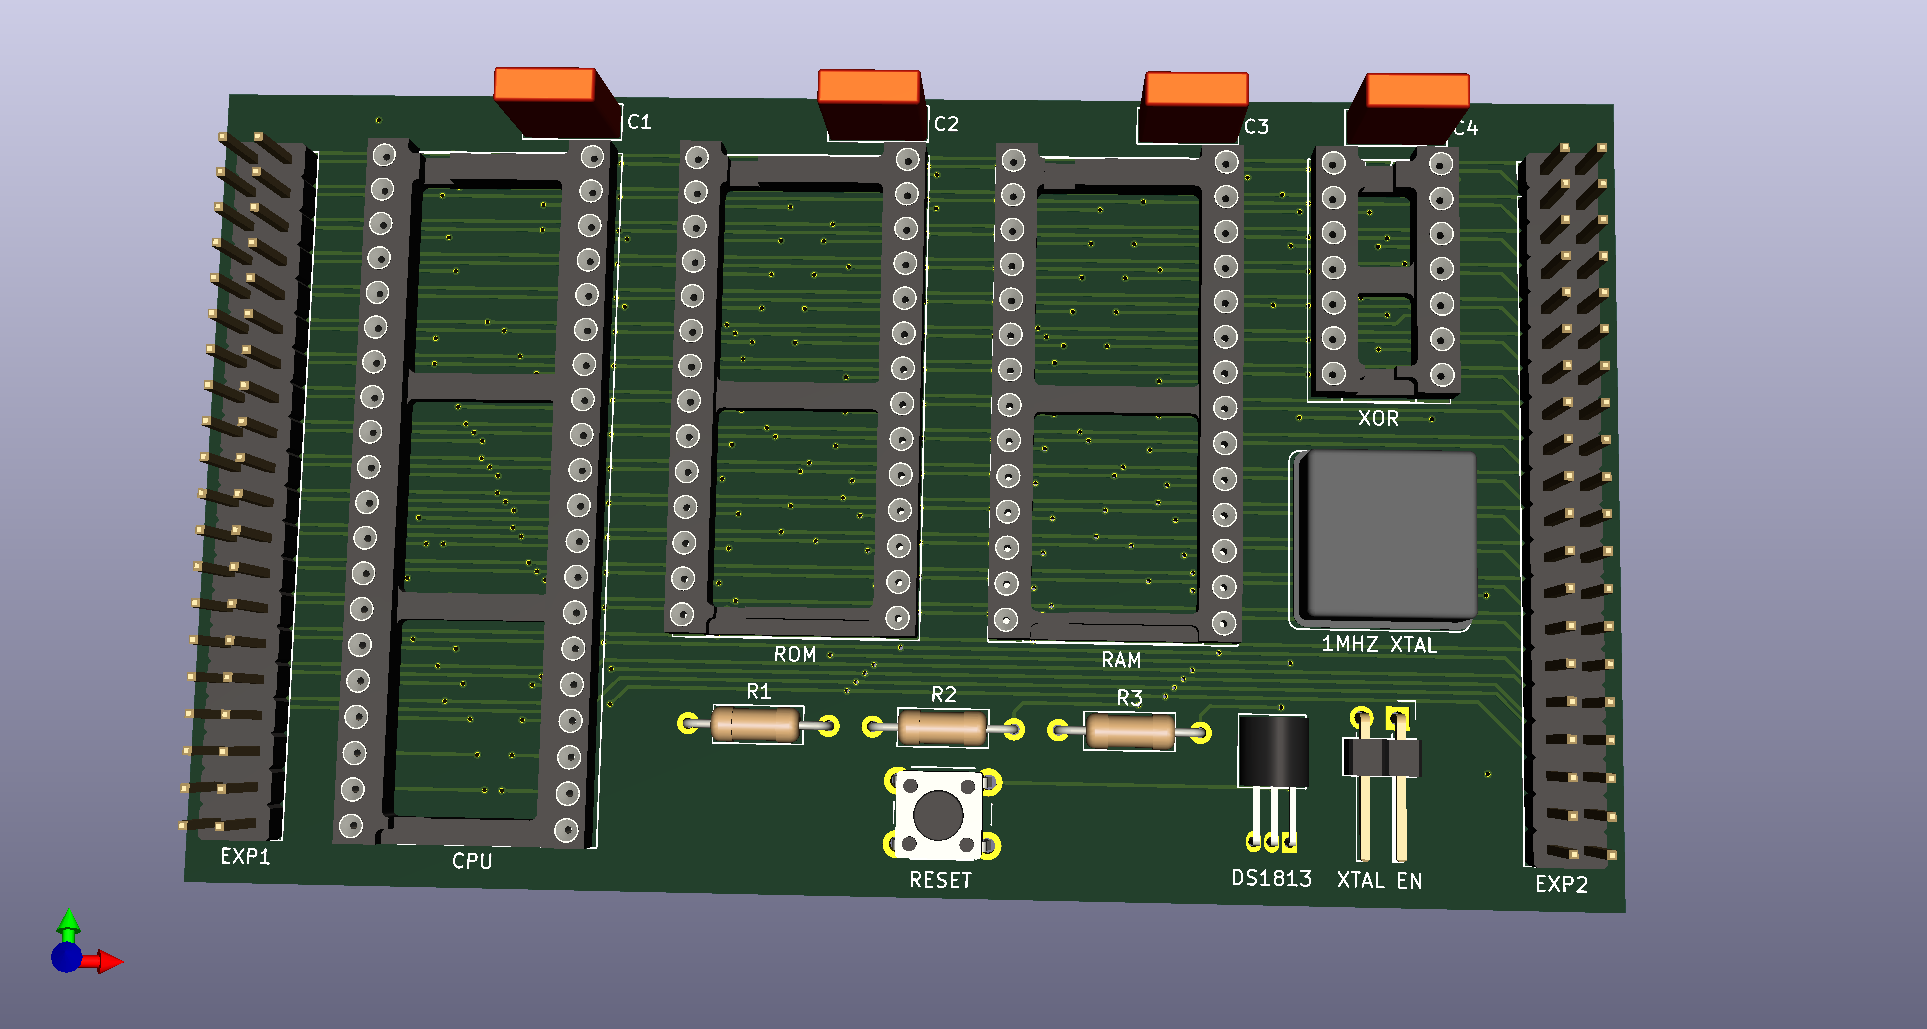 C1
C2
C3
C4
XOR
1MHZ XTAL
ROM
RAM
R1
R2
R3
EXP1
CPU
RESET
DS1813
XTAL EN
EXP2